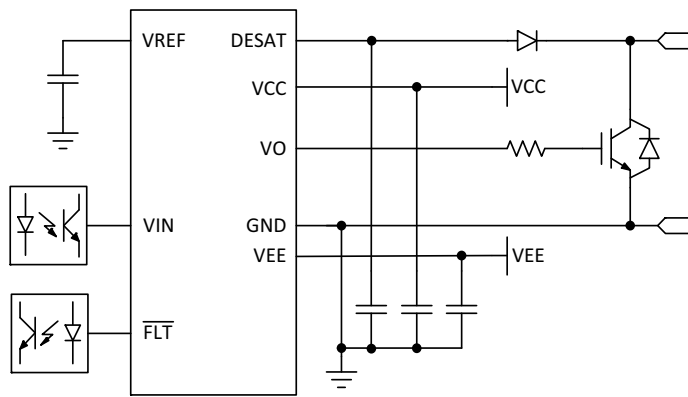 VREF
DESAT
VCC
VCC
VO
VIN
GND
VEE
VEE
FLT